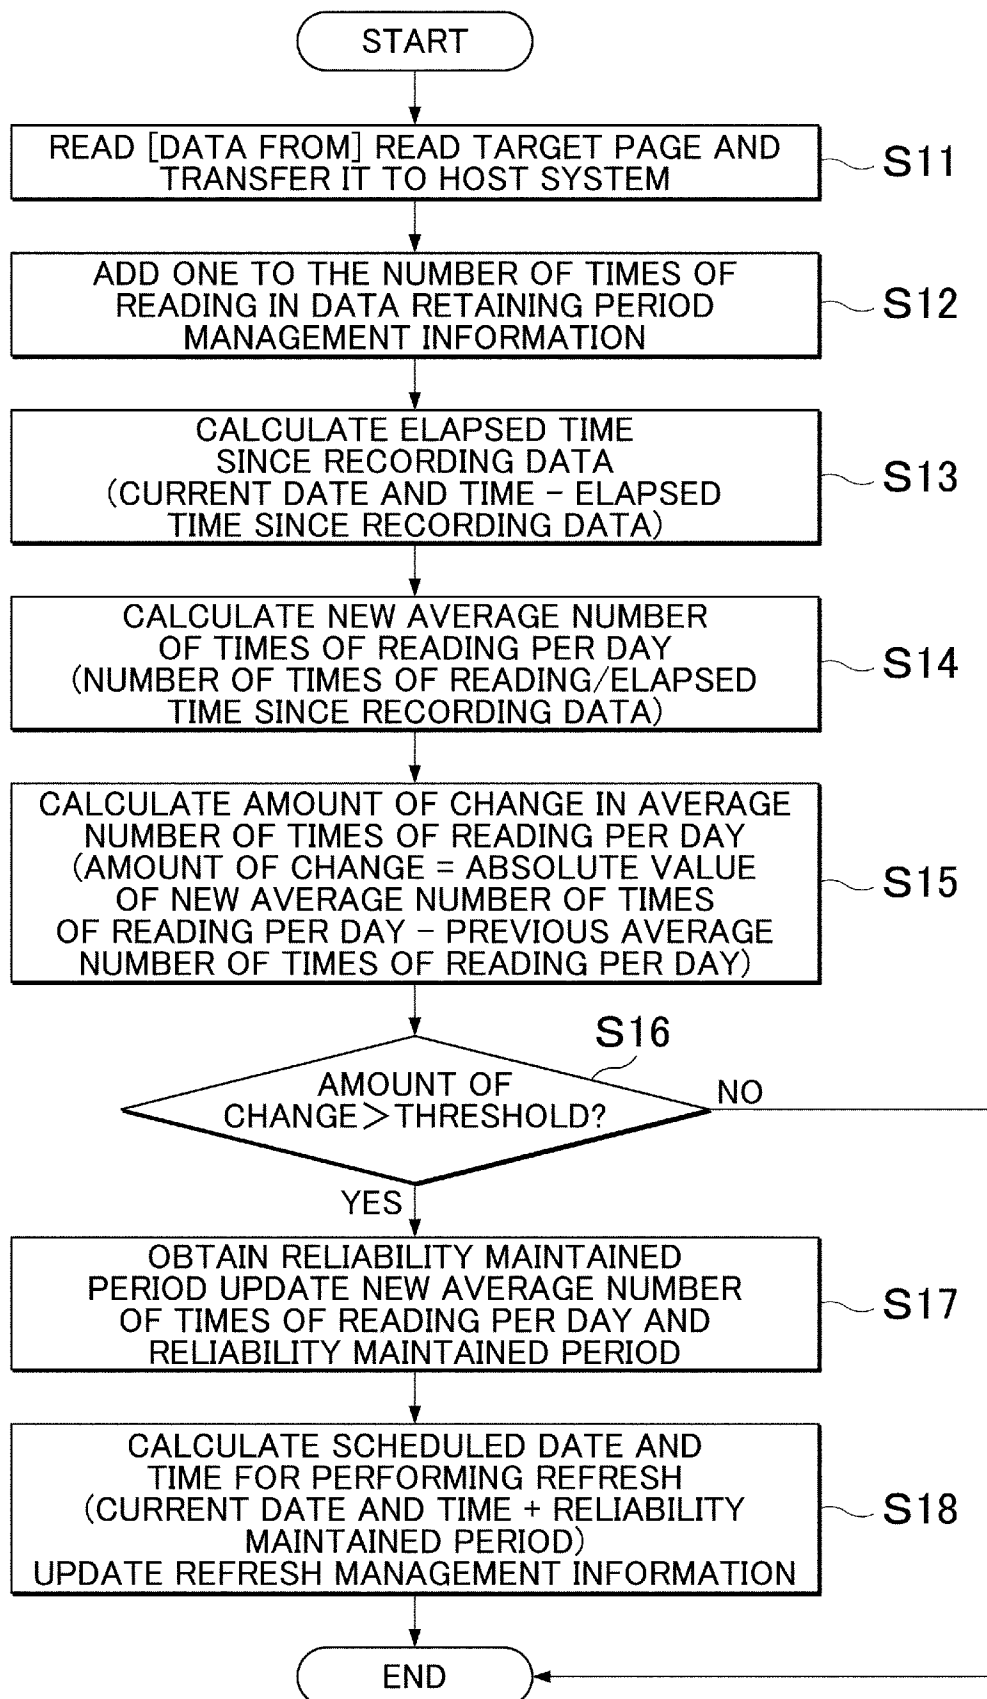 START
READ [DATA FROM] READ TARGET PAGE AND
TRANSFER IT TO HOST SYSTEM
S11
ADD ONE TO THE NUMBER OF TIMES OF
READING IN DATA RETAINING PERIOD
MANAGEMENT INFORMATION
S12
CALCULATE ELAPSED TIME
SINCE RECORDING DATA
(CURRENT DATE AND TIME − ELAPSED
TIME SINCE RECORDING DATA)
S13
CALCULATE NEW AVERAGE NUMBER
OF TIMES OF READING PER DAY
(NUMBER OF TIMES OF READING/ELAPSED
TIME SINCE RECORDING DATA)
S14
CALCULATE AMOUNT OF CHANGE IN AVERAGE
NUMBER OF TIMES OF READING PER DAY
(AMOUNT OF CHANGE = ABSOLUTE VALUE
OF NEW AVERAGE NUMBER OF TIMES
OF READING PER DAY − PREVIOUS AVERAGE
NUMBER OF TIMES OF READING PER DAY)
S15
S16
AMOUNT OF
CHANGE>THRESHOLD?
NO
YES
OBTAIN RELIABILITY MAINTAINED
PERIOD UPDATE NEW AVERAGE NUMBER
OF TIMES OF READING PER DAY AND
RELIABILITY MAINTAINED PERIOD
S17
CALCULATE SCHEDULED DATE AND
TIME FOR PERFORMING REFRESH
(CURRENT DATE AND TIME + RELIABILITY
MAINTAINED PERIOD)
UPDATE REFRESH MANAGEMENT INFORMATION
S18
END